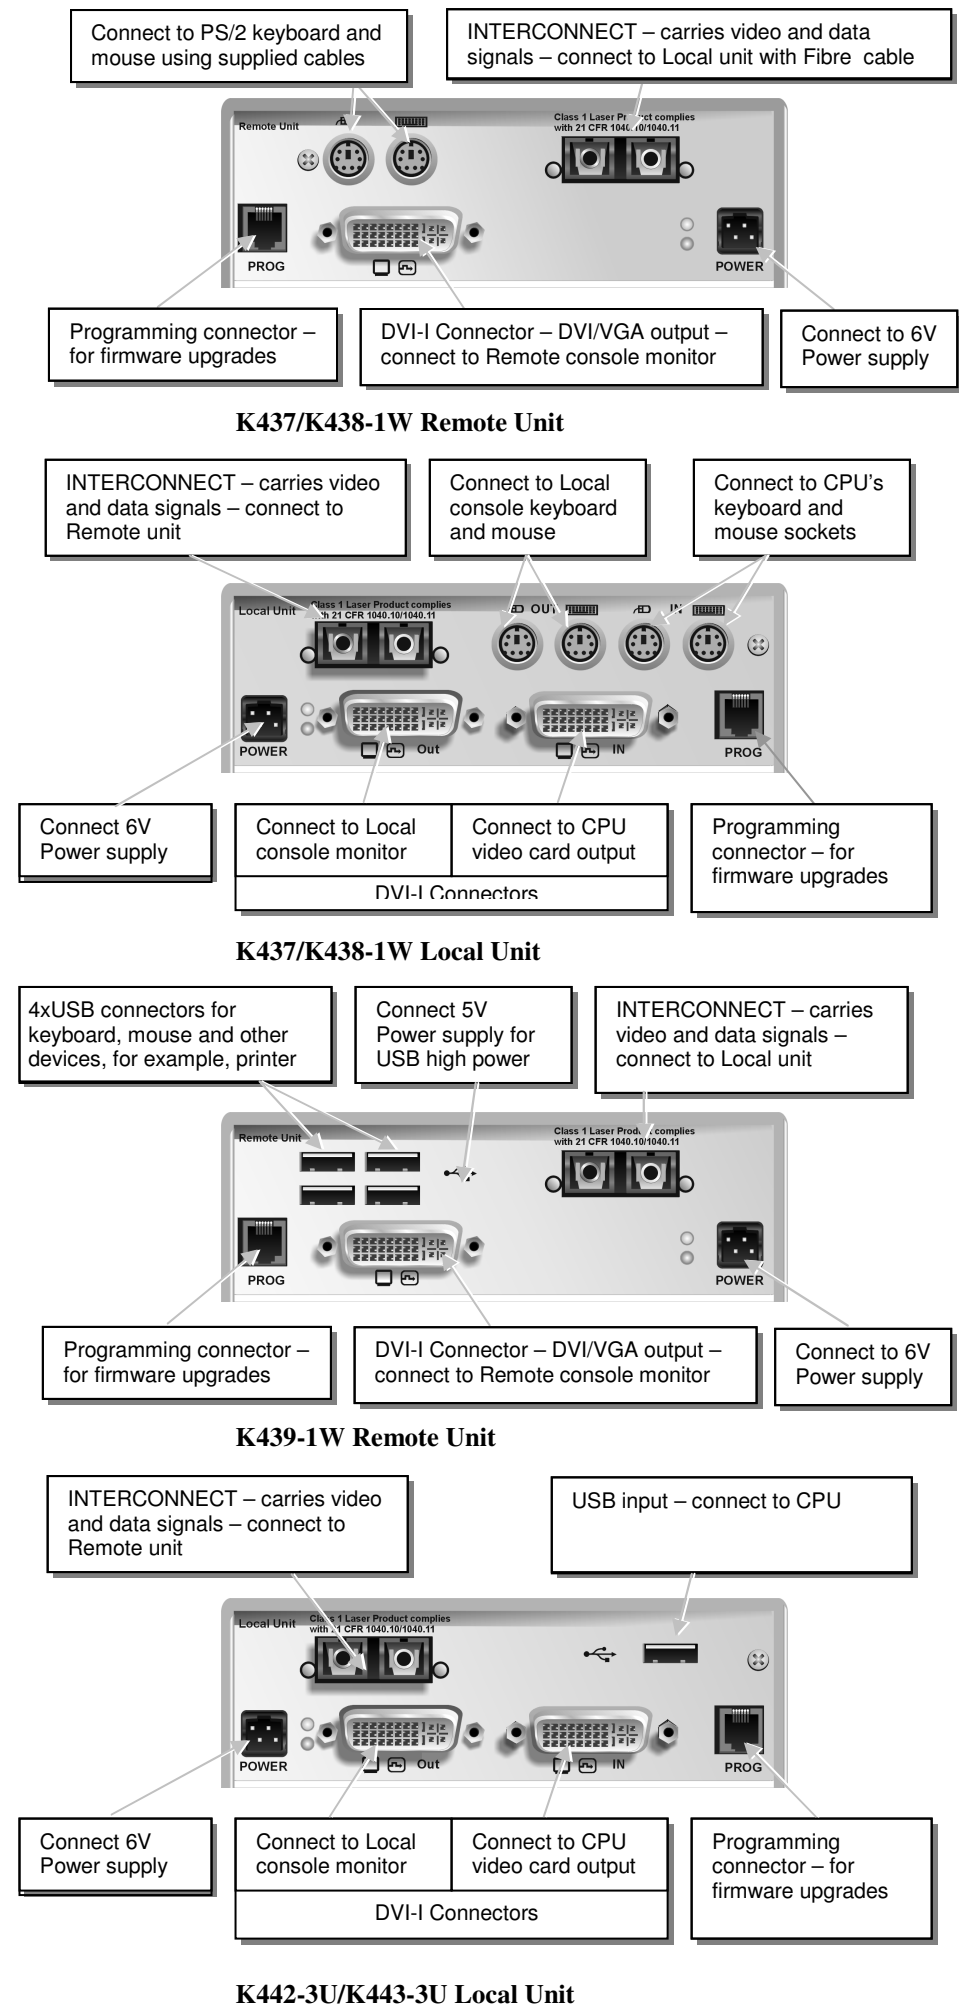 Connect to PS/2 keyboard and
mouse using supplied cables
INTERCONNECT – carries video and data
signals – connect to Local unit with Fibre cable
Remote Unit
Class 1 Laser Product complies
with 21 CFR 1040.10/1040.11
PROG
POWER
Programming connector –
for firmware upgrades
DVI-I Connector – DVI/VGA output –
connect to Remote console monitor
Connect to 6V
Power supply
K437/K438-1W Remote Unit
INTERCONNECT – carries video
and data signals – connect to
Remote unit
Connect to Local
console keyboard
and mouse
Connect to CPU's
keyboard and
mouse sockets
Local Unit
Class 1 Laser Product complies
with 21 CFR 1040.10/1040.11
OUT
IN
POWER
Out
IN
PROG
Connect 6V
Power supply
Connect to Local
console monitor
Connect to CPU
video card output
DVI-I Connectors
Programming
connector – for
firmware upgrades
K437/K438-1W Local Unit
4xUSB connectors for
keyboard, mouse and other
devices, for example, printer
Connect 5V
Power supply for
USB high power
INTERCONNECT – carries
video and data signals –
connect to Local unit
Remote Unit
Class 1 Laser Product complies
with 21 CFR 1040.10/1040.11
PROG
POWER
Programming connector –
for firmware upgrades
DVI-I Connector – DVI/VGA output –
connect to Remote console monitor
Connect to 6V
Power supply
K439-1W Remote Unit
INTERCONNECT – carries video
and data signals – connect to
Remote unit
USB input – connect to CPU
Local Unit
Class 1 Laser Product complies
with 21 CFR 1040.10/1040.11
POWER
Out
IN
PROG
Connect 6V
Power supply
Connect to Local
console monitor
Connect to CPU
video card output
DVI-I Connectors
Programming
connector – for
firmware upgrades
K442-3U/K443-3U Local Unit